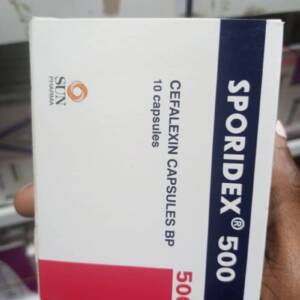 SPORIDEX® 500
CEFALEXIN CAPSULES BP
10 capsules
SUN
PHARMA